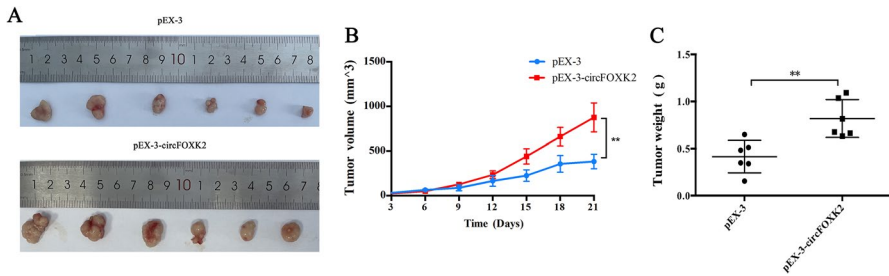 A
pEX-3
1 2 3 4 5 6 7 8 9 10 1 2 3 4 5 6 7 8
pEX-3-circFOXK2
1 2 3 4 5 6 7 8 9 10 1 2 3 4 5 6 7 8
B
pEX-3
pEX-3-circFOXK2
Tumor volume (mm^3)
1500
1000
500
0
3 6 9 12 15 18 21
Time (Days)
**
C
Tumor weight ( g )
1.5
1.0
0.5
0.0
**
pEX-3
pEX-3-circFOXK2